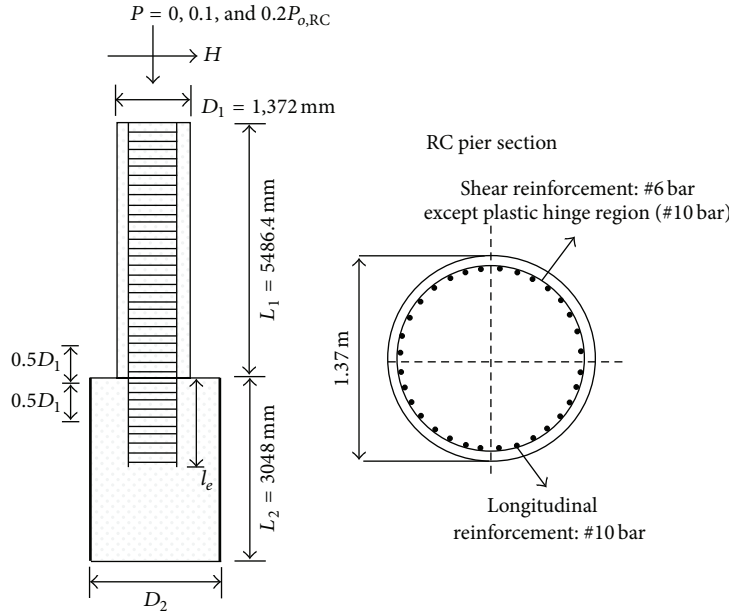 P = 0, 0.1, and 0.2P_{o,RC}
H
D_1 = 1,372 mm
L_1 = 5486.4 mm
0.5D_1
0.5D_1
l_e
L_2 = 3048 mm
D_2
RC pier section
Shear reinforcement: #6 bar
except plastic hinge region (#10 bar)
1.37 m
Longitudinal
reinforcement: #10 bar